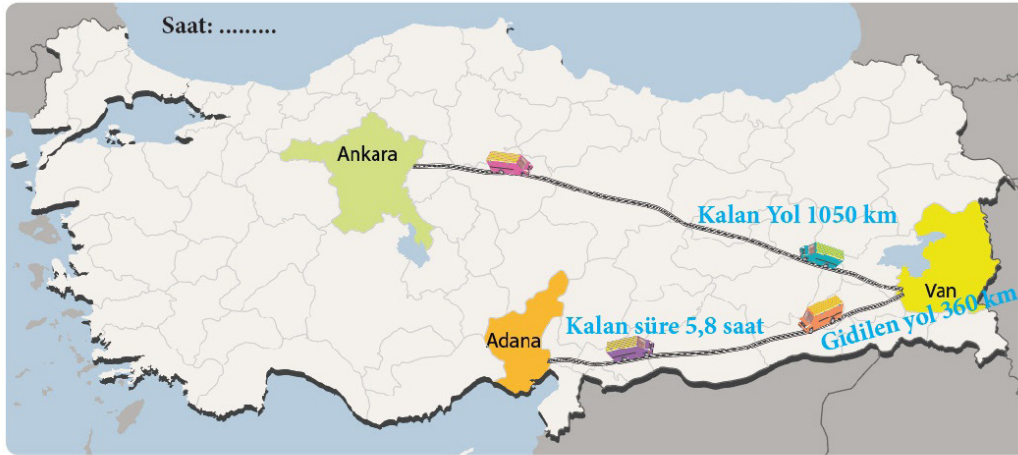 Saat: .........
Ankara
Kalan Yol 1050 km
Van
Gidilen yol 360 km
Kalan süre 5,8 saat
Adana